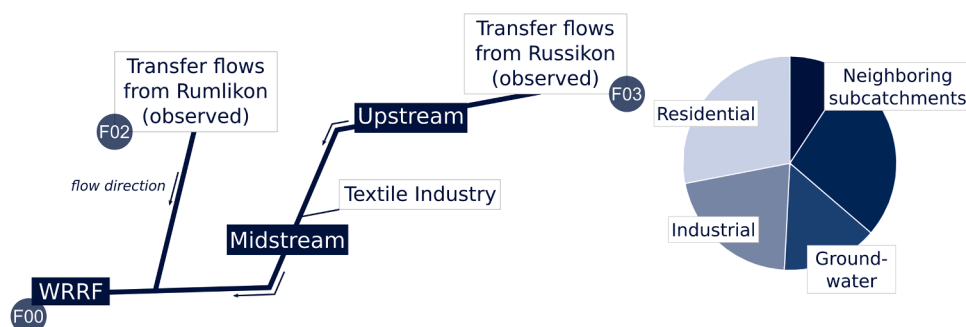 Transfer flows
from Rumlikon
(observed)
F02
flow direction
WRRF
F00
Transfer flows
from Russikon
(observed)
F03
Upstream
Textile Industry
Midstream
Neighboring
subcatchments
Residential
Industrial
Ground-
water